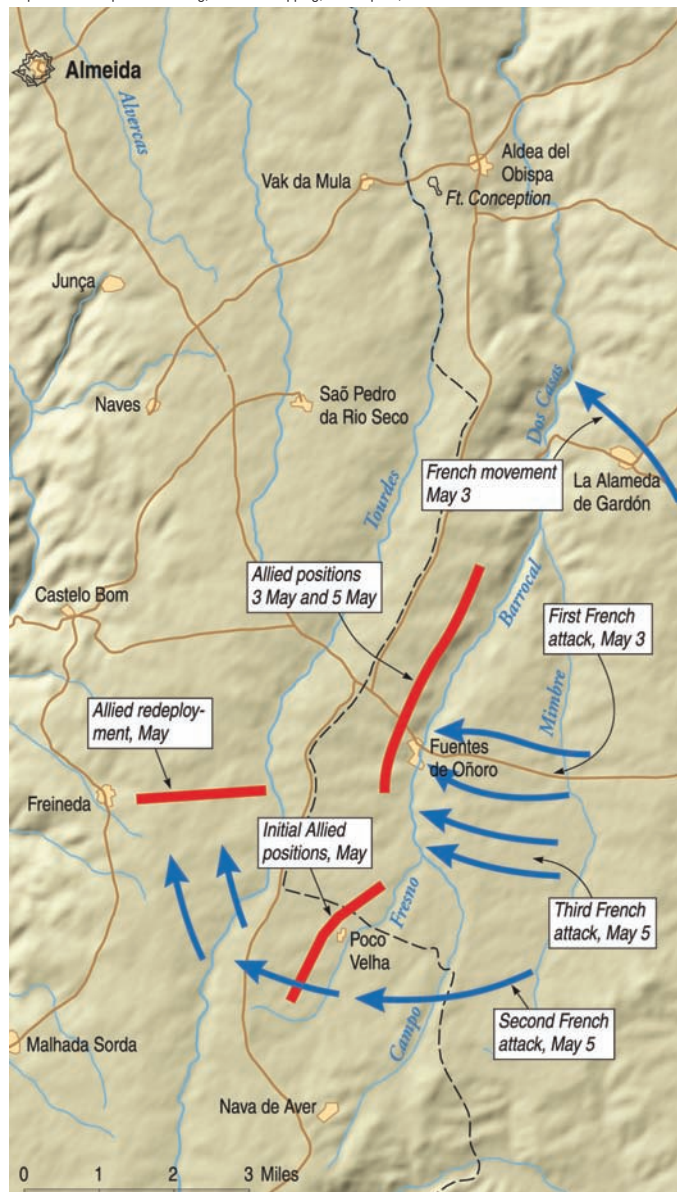 Almeida
Alvercas
Aldea del
Obispa
Vak da Mula
Ft. Conception
Junça
Naves
Saõ Pedro
da Rio Seco
Dos Casas
French movement
May 3
La Alameda
de Gardón
Tourdes
Allied positions
3 May and 5 May
Castelo Bom
Barrocal
First French
attack, May 3
Mimbre
Allied redeploy-
ment, May
Fuentes
de Oñoro
Freineda
Initial Allied
positions, May
Fresno
Poco
Velha
Third French
attack, May 5
Second French
attack, May 5
Campo
Malhada Sorda
Nava de Aver
0 1 2 3 Miles